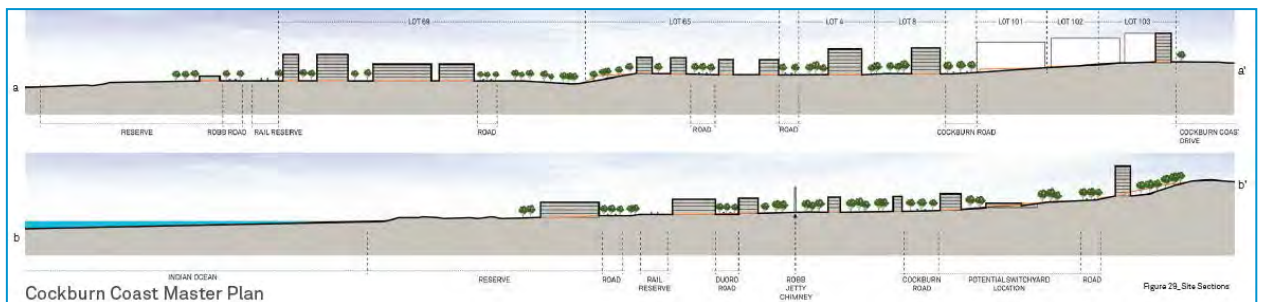 LOT 69 LOT 65 LOT 4 LOT 8 LOT 101 LOT 102 LOT 103
a a'
RESERVE ROBB ROAD RAIL RESERVE ROAD ROAD ROAD COCKBURN ROAD COCKBURN COAST
DRIVE
b b'
INDIAN OCEAN RESERVE ROAD RAIL
RESERVE DUORO
ROAD ROBB
JETTY
CHIMNEY COCKBURN
ROAD POTENTIAL SWITCHYARD
LOCATION ROAD
Cockburn Coast Master Plan
Figure 29_Site Sections